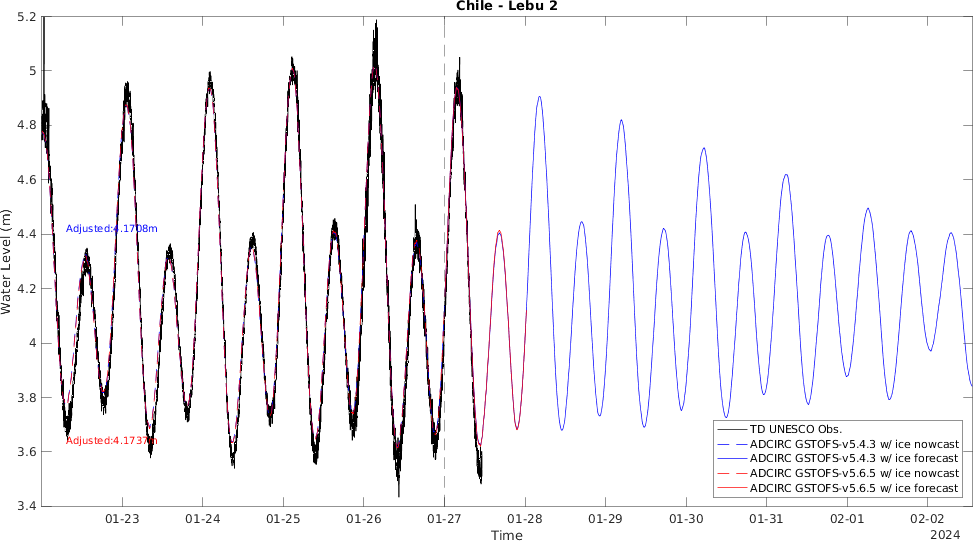 Chile - Lebu 2
Water Level (m)
5.2
5
4.8
4.6
4.4
4.2
4
3.8
3.6
3.4
Adjusted:4.1708m
Adjusted:4.1737m
TD UNESCO Obs.
ADCIRC GSTOFS-v5.4.3 w/ ice nowcast
ADCIRC GSTOFS-v5.4.3 w/ ice forecast
ADCIRC GSTOFS-v5.6.5 w/ ice nowcast
ADCIRC GSTOFS-v5.6.5 w/ ice forecast
01-23 01-24 01-25 01-26 01-27 01-28 01-29 01-30 01-31 02-01 02-02
Time
2024